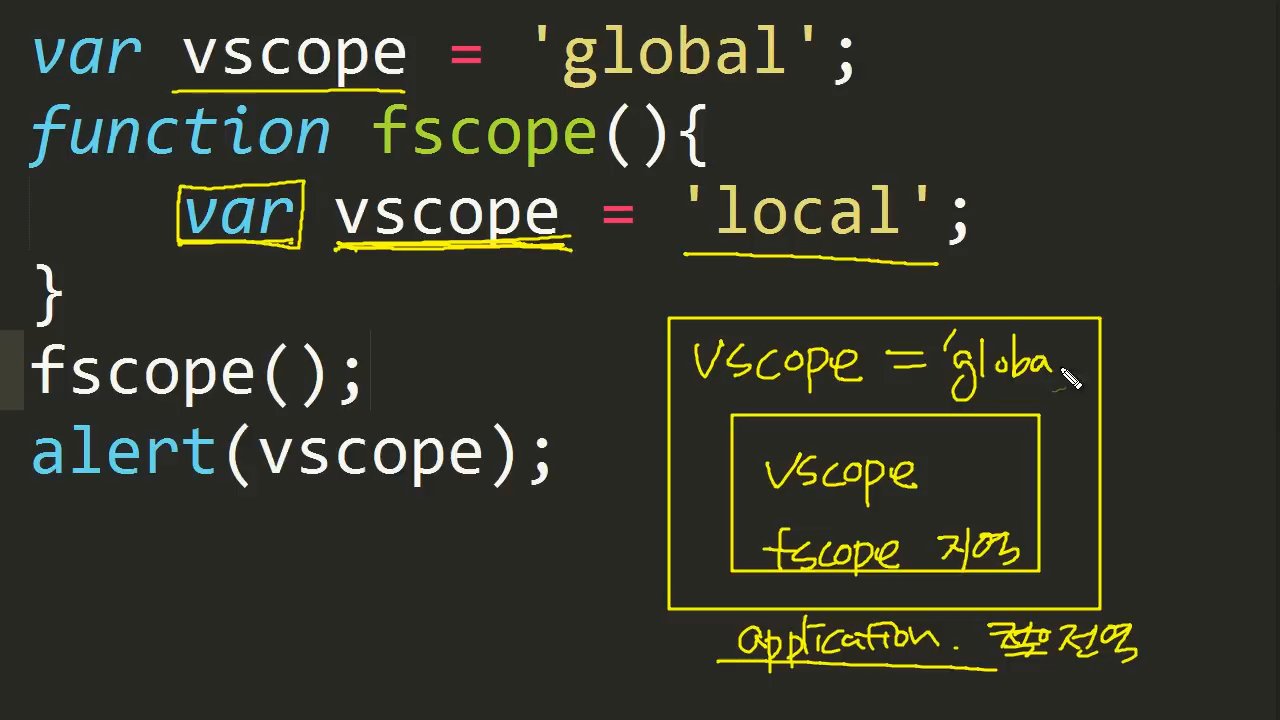 var vscope = 'global';
function fscope(){
    var vscope = 'local';
}
fscope();
alert(vscope);
vscope = 'globa
vscope
fscope 지역
application. 전역